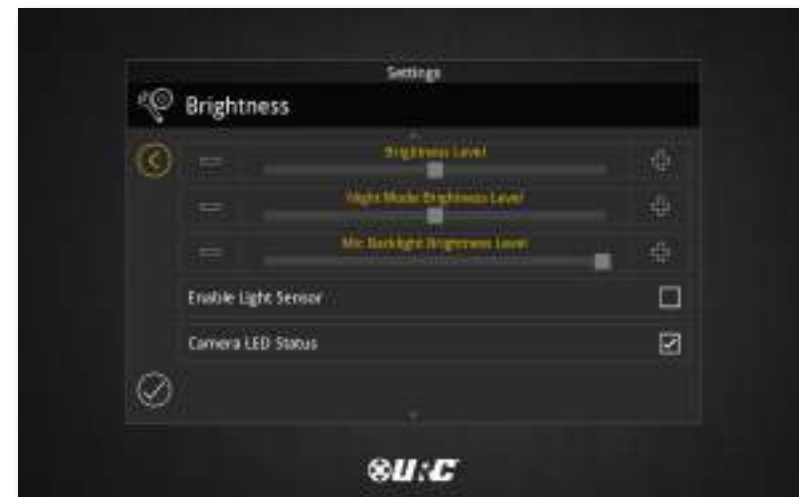 Settings
Brightness
Brightness Level
Night Mode Brightness Level
Mic Backlight Brightness Level
Enable Light Sensor
Camera LED Status
URC